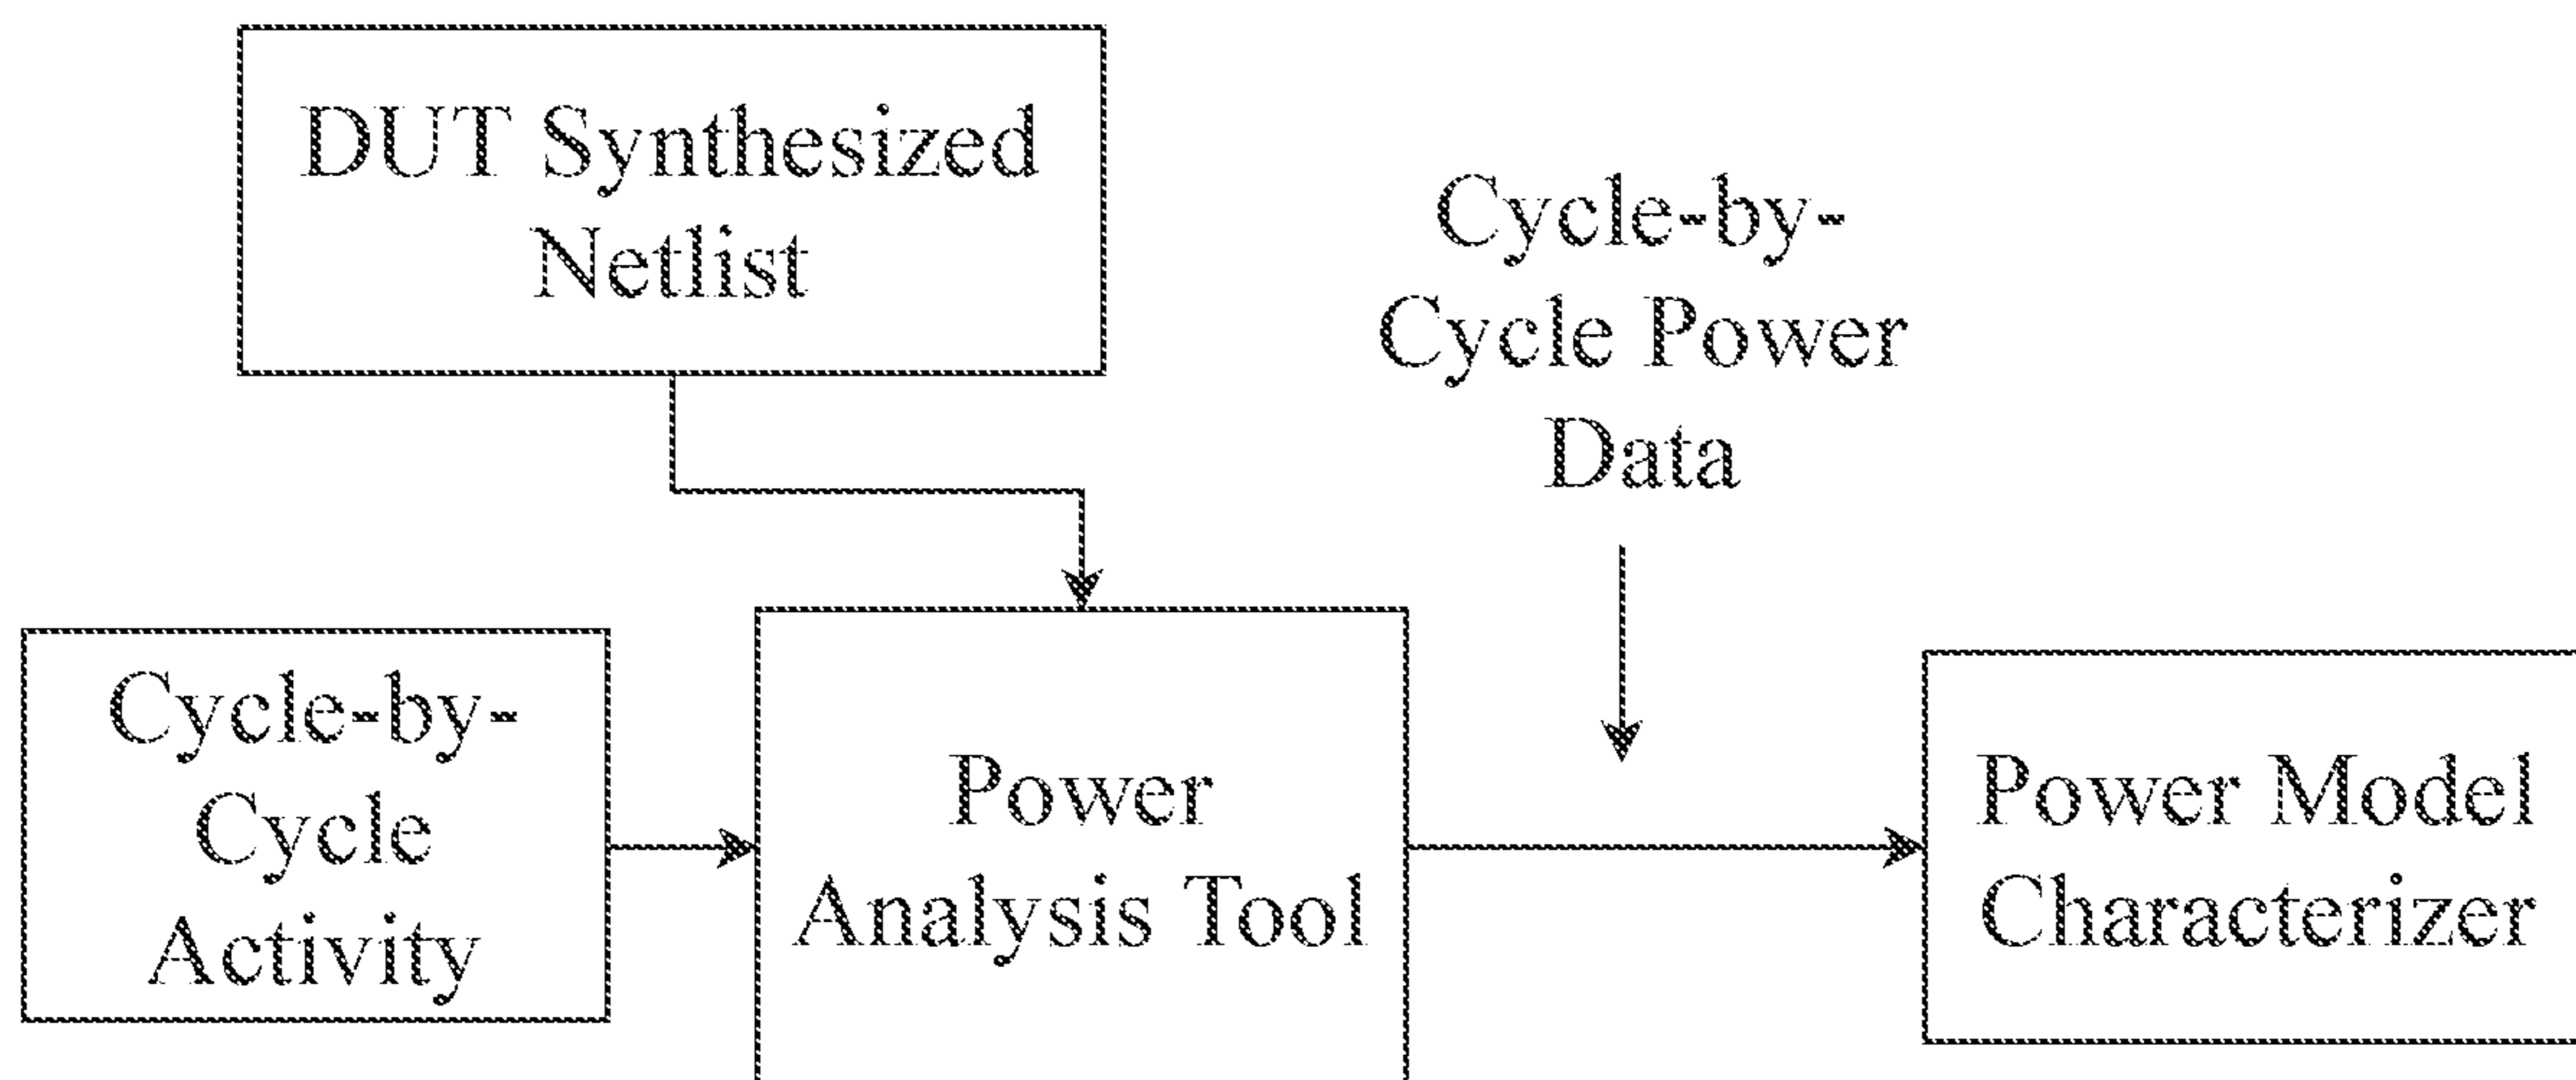 DUT Synthesized
Netlist
Cycle-by-
Cycle Power
Data
Cycle-by-
Cycle
Activity
Power
Analysis Tool
Power Model
Characterizer